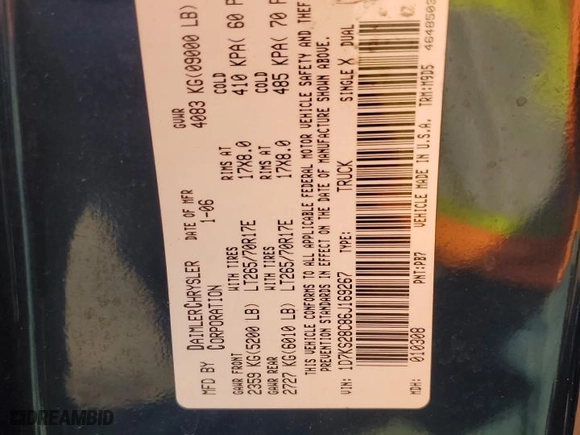 MFD BY DAIMLERCHRYSLER CORPORATION DATE OF MFR 1-06 GVWR 4083 KG(09000 LB)
GAWR FRONT WITH TIRES RIMS AT COLD
2359 KG(5200 LB) LT265/70R17E 17X8.0 410 KPA( 60
GAWR REAR WITH TIRES RIMS AT COLD
2727 KG(6010 LB) LT265/70R17E 17X8.0 485 KPA( 70
THIS VEHICLE CONFORMS TO ALL APPLICABLE FEDERAL MOTOR VEHICLE SAFETY AND THEF
PREVENTION STANDARDS IN EFFECT ON THE DATE OF MANUFACTURE SHOWN ABOVE.
VIN: 1D7KS28C86J169267 TYPE: TRUCK SINGLE X DUAL
MDH: 010308 PNT:PB7 VEHICLE MADE IN U.S.A. TRM:M9D5
DREAMBID